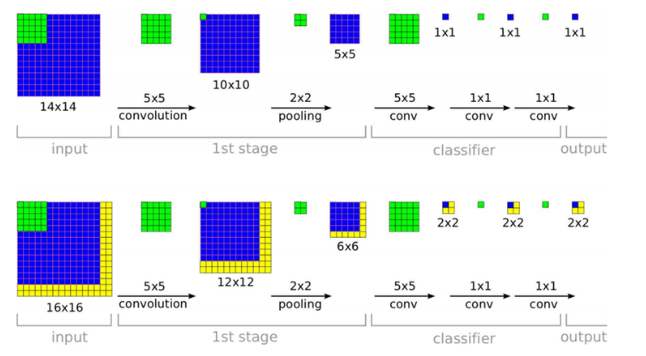 1x1 1x1 1x1
5x5
10x10
14x14
5x5 2x2 5x5 1x1 1x1
convolution pooling conv conv conv
input 1st stage classifier output
2x2 2x2 2x2
6x6
12x12
16x16
5x5 2x2 5x5 1x1 1x1
convolution pooling conv conv conv
input 1st stage classifier output